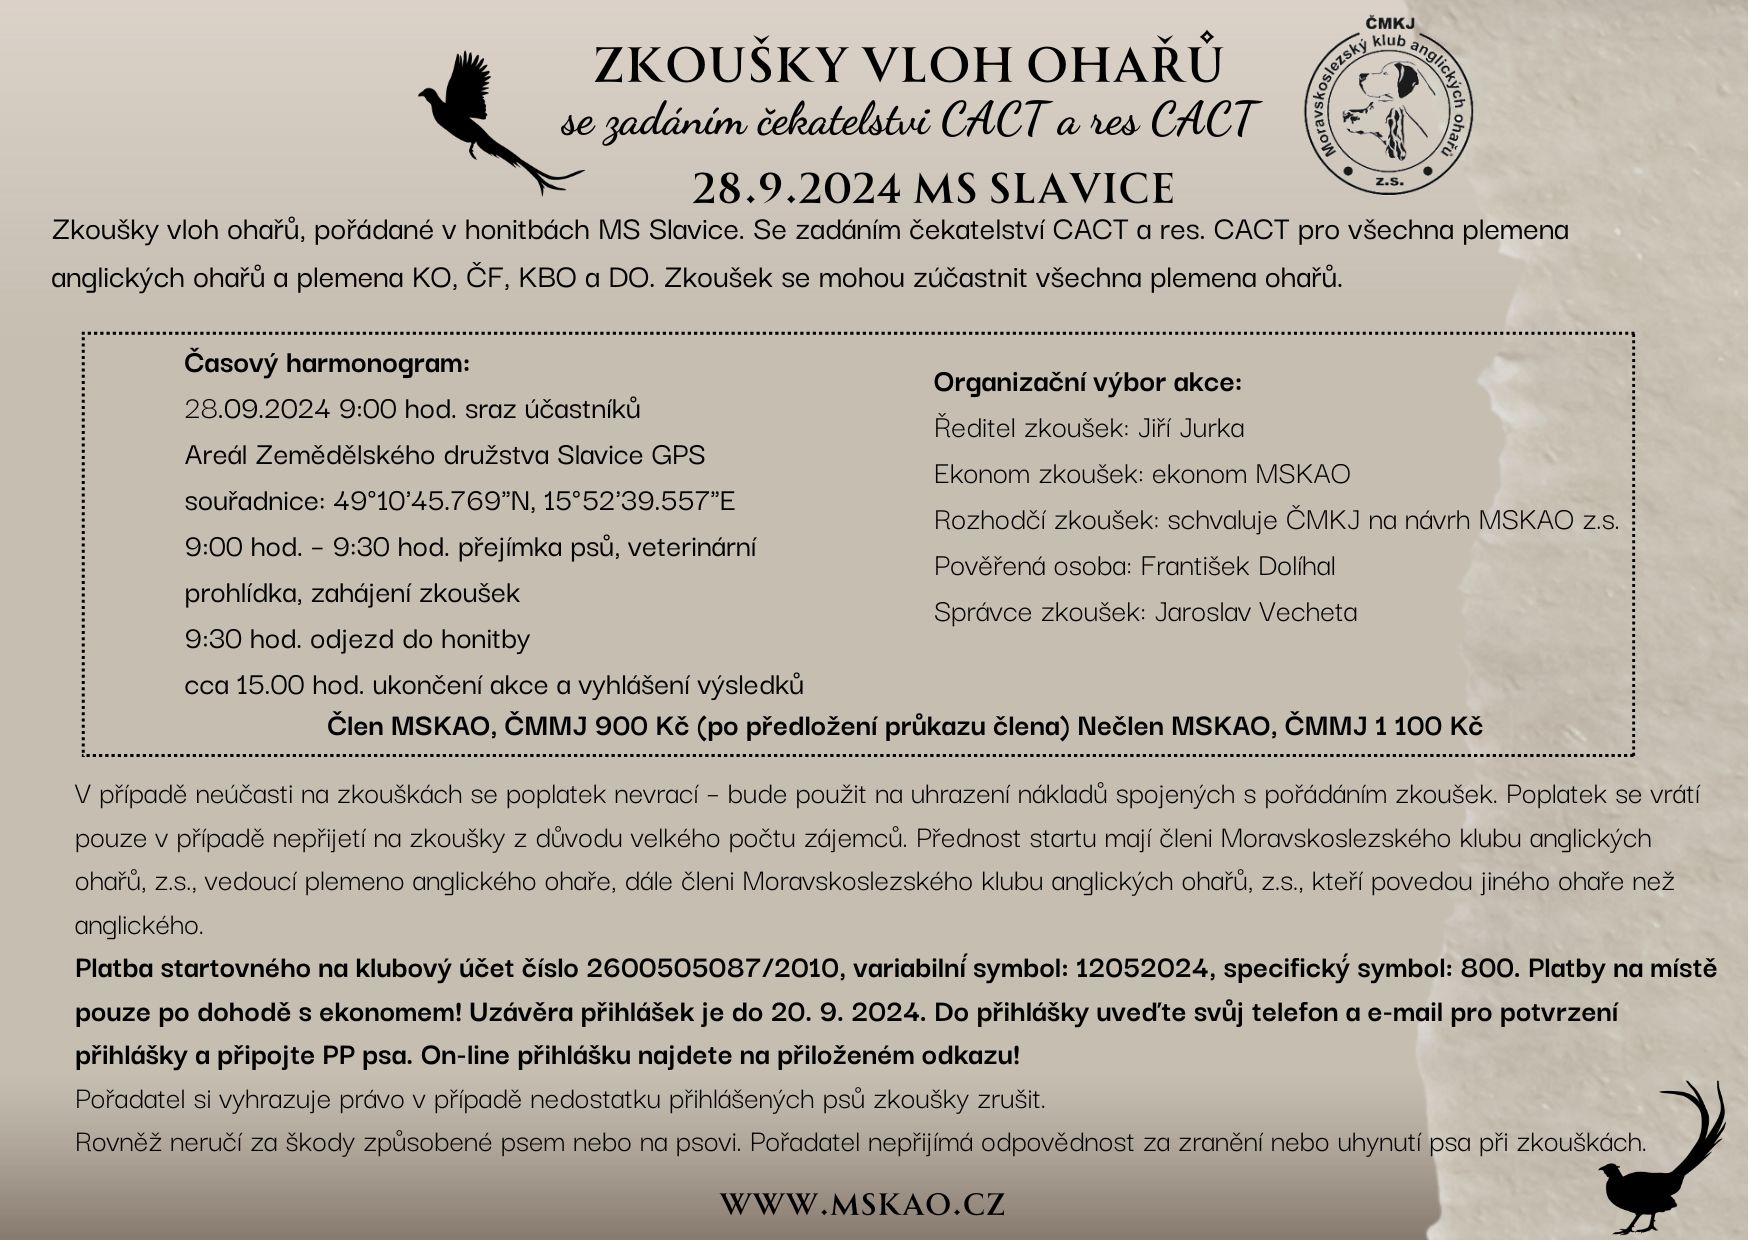 ZKOUŠKY VLOH OHAŘŮ
se zadáním čekatelstvi CACT a res CACT
28.9.2024 MS SLAVICE
ČMKJ
Moravskoslezský klub anglických ohařů
z.s.
Zkoušky vloh ohařů, pořádané v honitbách MS Slavice. Se zadáním čekatelství CACT a res. CACT pro všechna plemena
anglických ohařů a plemena KO, ČF, KBO a DO. Zkoušek se mohou zúčastnit všechna plemena ohařů.
Časový harmonogram:
28.09.2024 9:00 hod. sraz účastníků
Areál Zemědělského družstva Slavice GPS
souřadnice: 49°10'45.769"N, 15°52'39.557"E
9:00 hod. – 9:30 hod. přejímka psů, veterinární
prohlídka, zahájení zkoušek
9:30 hod. odjezd do honitby
cca 15.00 hod. ukončení akce a vyhlášení výsledků
Organizační výbor akce:
Ředitel zkoušek: Jiří Jurka
Ekonom zkoušek: ekonom MSKAO
Rozhodčí zkoušek: schvaluje ČMKJ na návrh MSKAO z.s.
Pověřená osoba: František Dolíhal
Správce zkoušek: Jaroslav Vecheta
Člen MSKAO, ČMMJ 900 Kč (po předložení průkazu člena) Nečlen MSKAO, ČMMJ 1 100 Kč
V případě neúčasti na zkouškách se poplatek nevrací – bude použit na uhrazení nákladů spojených s pořádáním zkoušek. Poplatek se vrátí
pouze v případě nepřijetí na zkoušky z důvodu velkého počtu zájemců. Přednost startu mají členi Moravskoslezského klubu anglických
ohařů, z.s., vedoucí plemeno anglického ohaře, dále členi Moravskoslezského klubu anglických ohařů, z.s., kteří povedou jiného ohaře než
anglického.
Platba startovného na klubový účet číslo 2600505087/2010, variabilní symbol: 12052024, specifický symbol: 800. Platby na místě
pouze po dohodě s ekonomem! Uzávěra přihlášek je do 20. 9. 2024. Do přihlášky uveďte svůj telefon a e-mail pro potvrzení
přihlášky a připojte PP psa. On-line přihlášku najdete na přiloženém odkazu!
Pořadatel si vyhrazuje právo v případě nedostatku přihlášených psů zkoušky zrušit.
Rovněž neručí za škody způsobené psem nebo na psovi. Pořadatel nepřijímá odpovědnost za zranění nebo uhynutí psa při zkouškách.
WWW.MSKAO.CZ